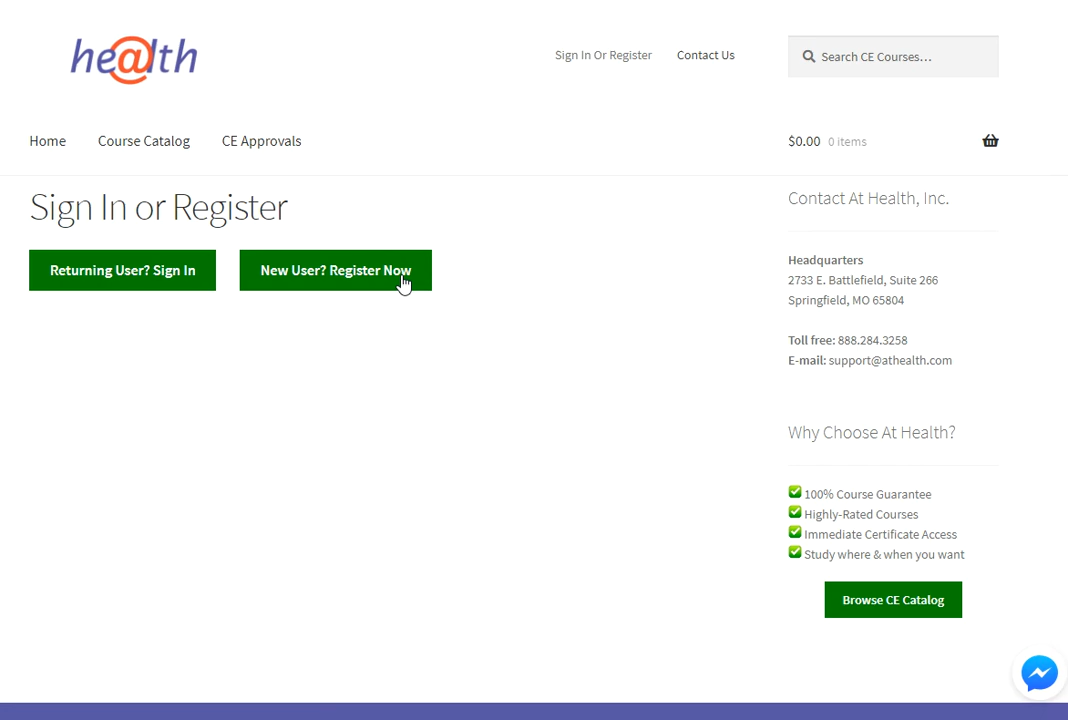 he@lth
Sign In Or Register
Contact Us
Search CE Courses...
Home
Course Catalog
CE Approvals
$0.00 0 items
Sign In or Register
Returning User? Sign In
New User? Register Now
Contact At Health, Inc.
Headquarters
2733 E. Battlefield, Suite 266
Springfield, MO 65804
Toll free: 888.284.3258
E-mail: support@athealth.com
Why Choose At Health?
100% Course Guarantee
Highly-Rated Courses
Immediate Certificate Access
Study where & when you want
Browse CE Catalog